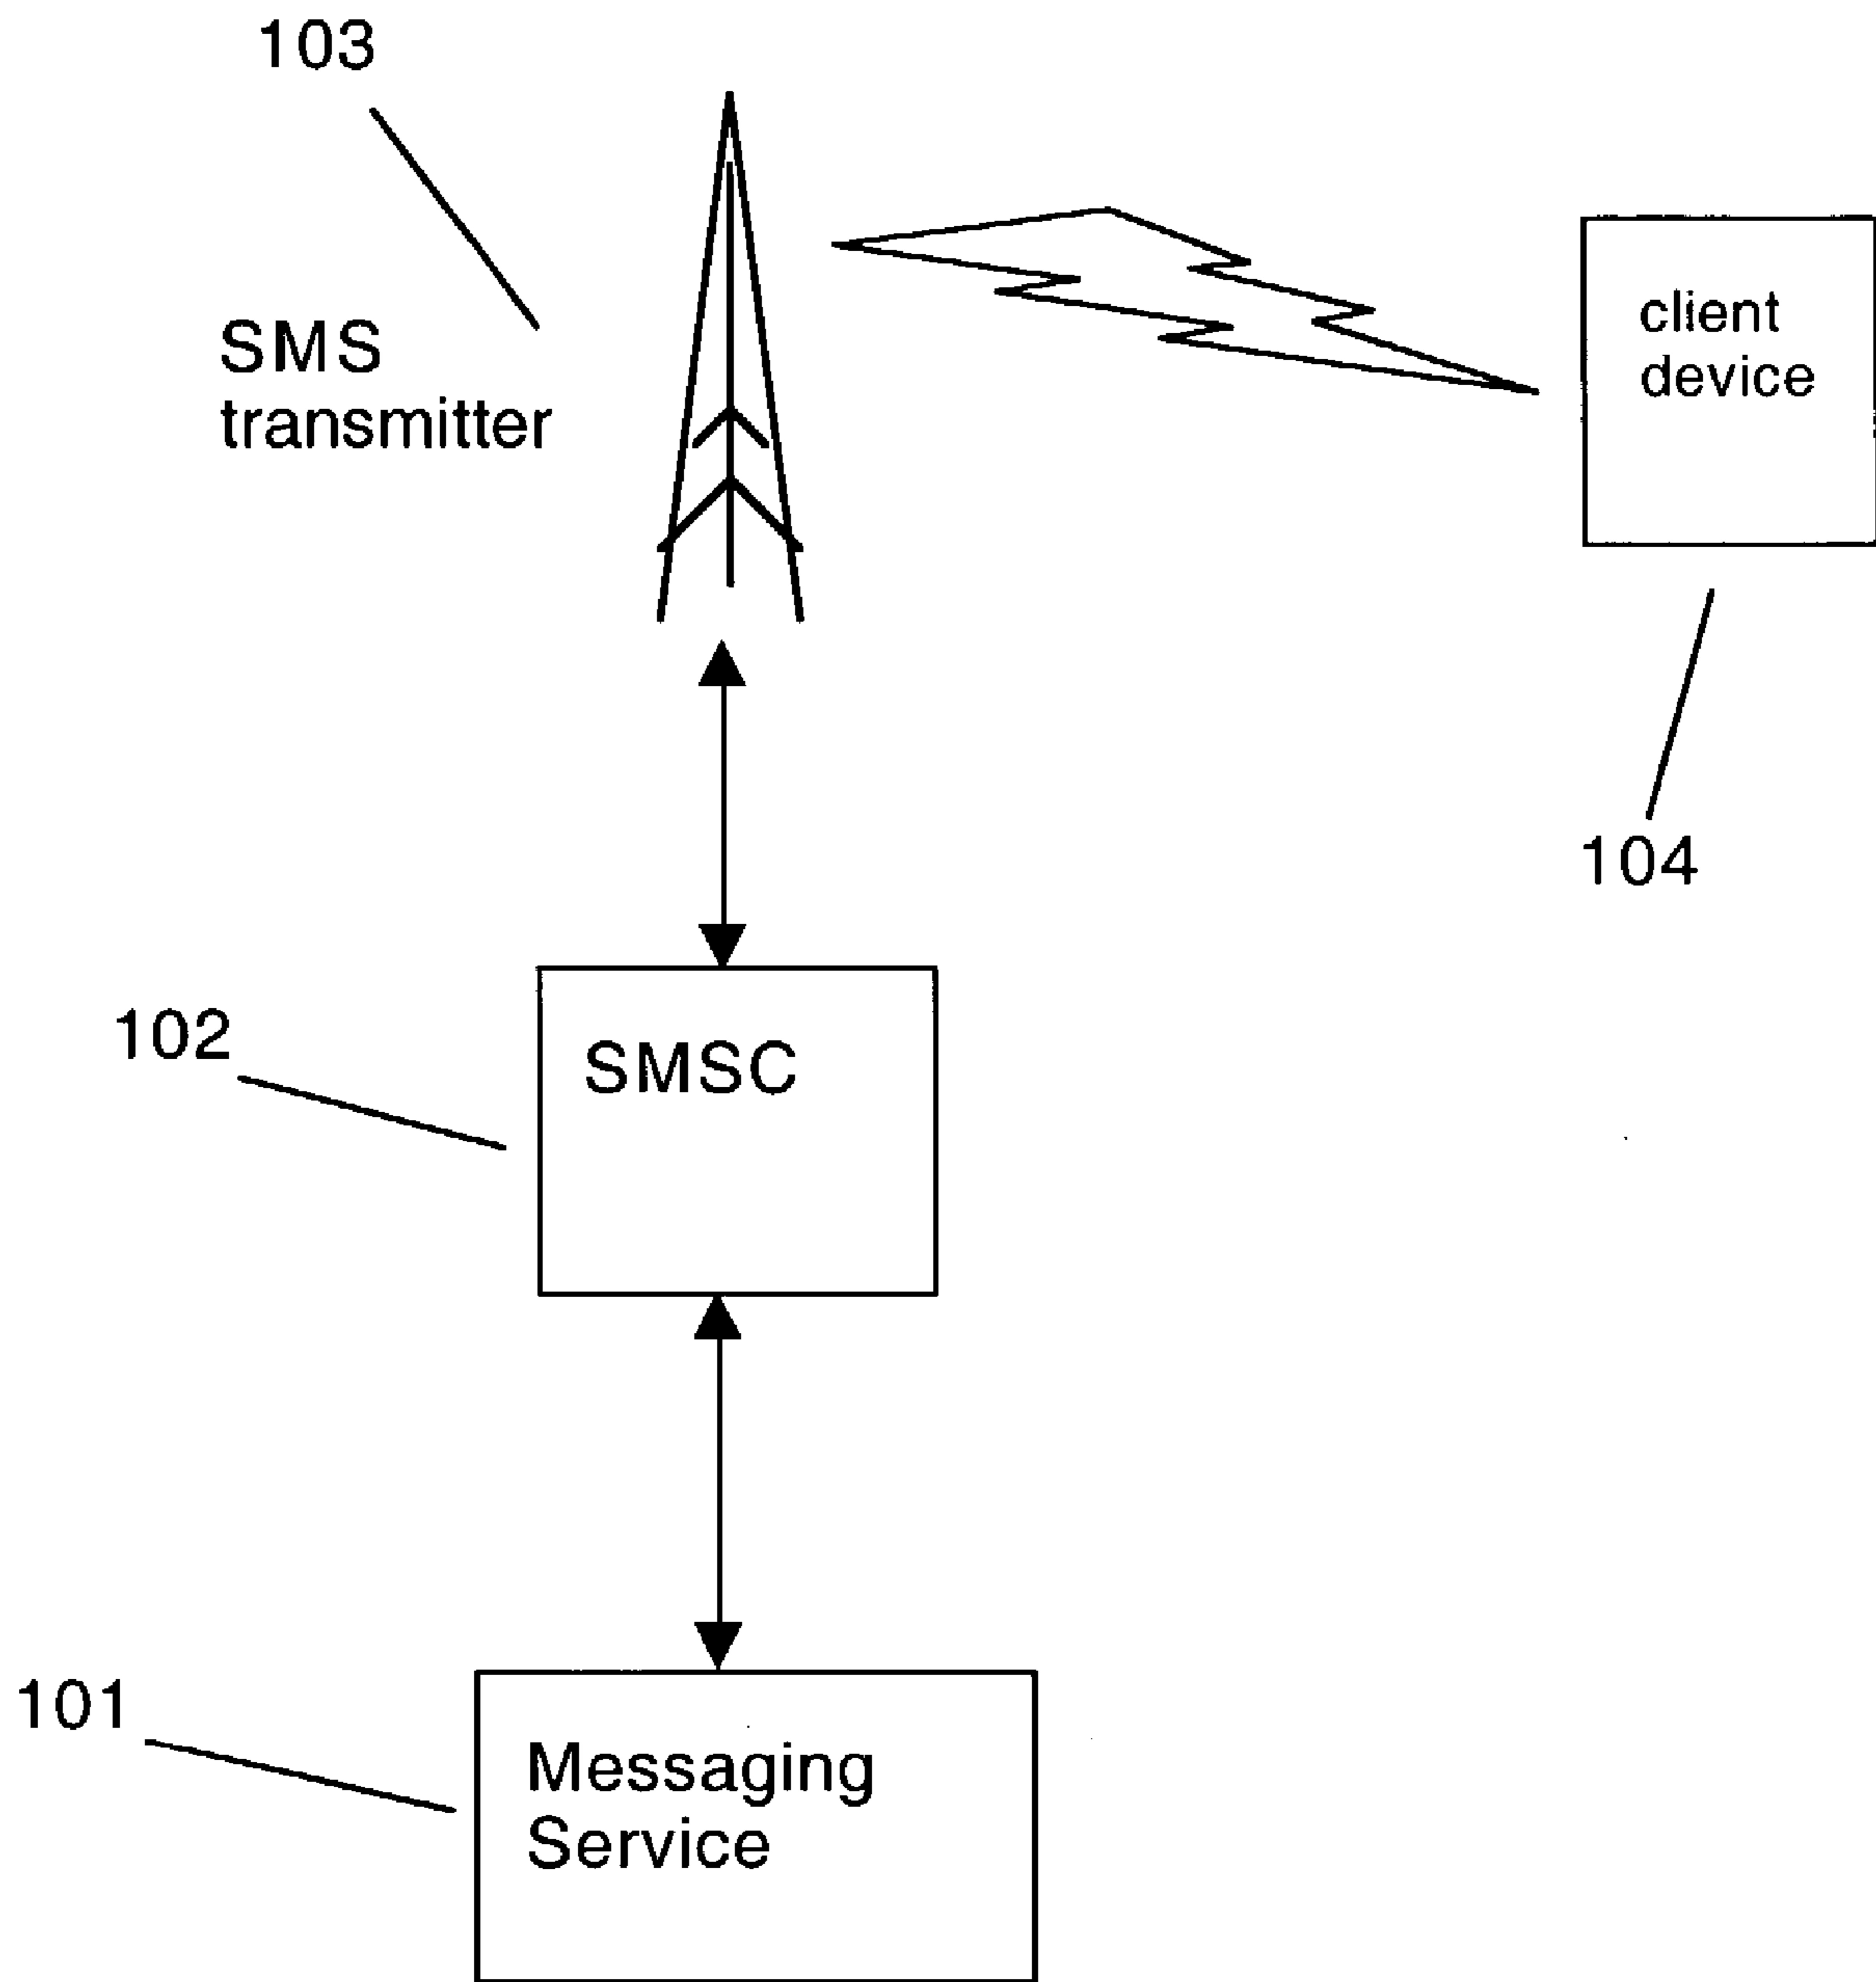 103
SMS
transmitter
client
device
104
102
SMSC
101
Messaging
Service